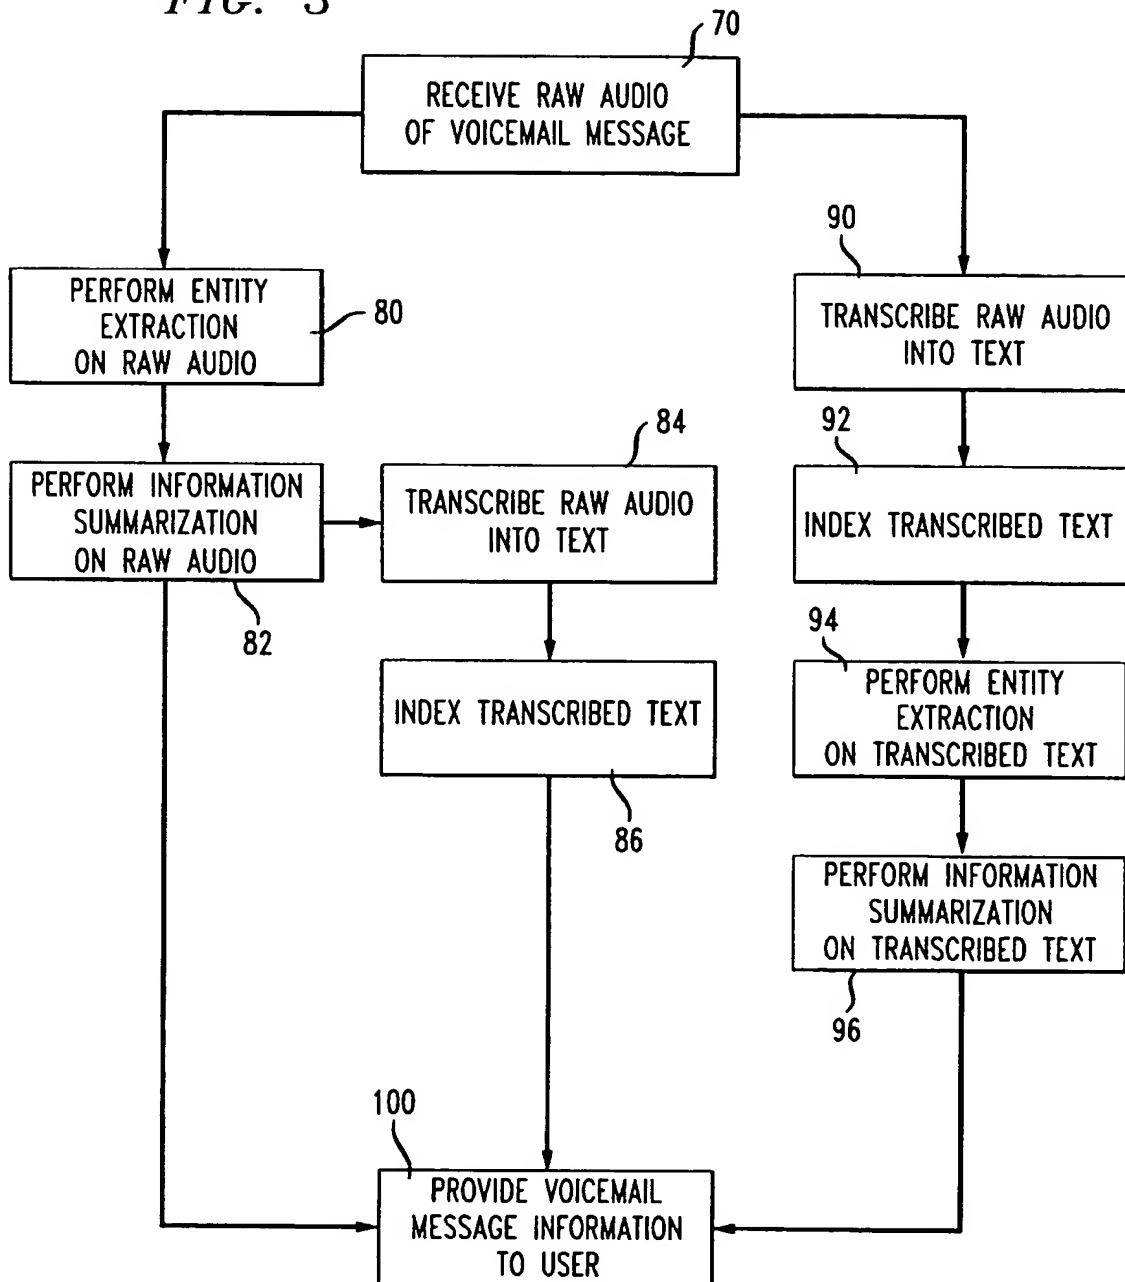 FIG. 3
70
RECEIVE RAW AUDIO
OF VOICEMAIL MESSAGE
80
PERFORM ENTITY
EXTRACTION
ON RAW AUDIO
90
TRANSCRIBE RAW AUDIO
INTO TEXT
82
PERFORM INFORMATION
SUMMARIZATION
ON RAW AUDIO
84
TRANSCRIBE RAW AUDIO
INTO TEXT
92
INDEX TRANSCRIBED TEXT
86
INDEX TRANSCRIBED TEXT
94
PERFORM ENTITY
EXTRACTION
ON TRANSCRIBED TEXT
96
PERFORM INFORMATION
SUMMARIZATION
ON TRANSCRIBED TEXT
100
PROVIDE VOICEMAIL
MESSAGE INFORMATION
TO USER